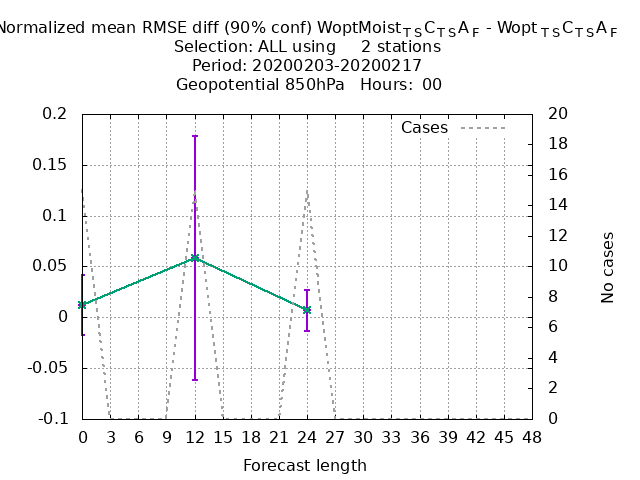 Normalized mean RMSE diff (90% conf) WoptMoist_TSC_TSA_F - Wopt_TSC_TSA_F
Selection: ALL using 2 stations
Period: 20200203-20200217
Geopotential 850hPa Hours: 00
0.2
0.15
0.1
0.05
0
-0.05
-0.1
Cases
20
18
16
14
12
10
8
6
4
2
0
No cases
0 3 6 9 12 15 18 21 24 27 30 33 36 39 42 45 48
Forecast length